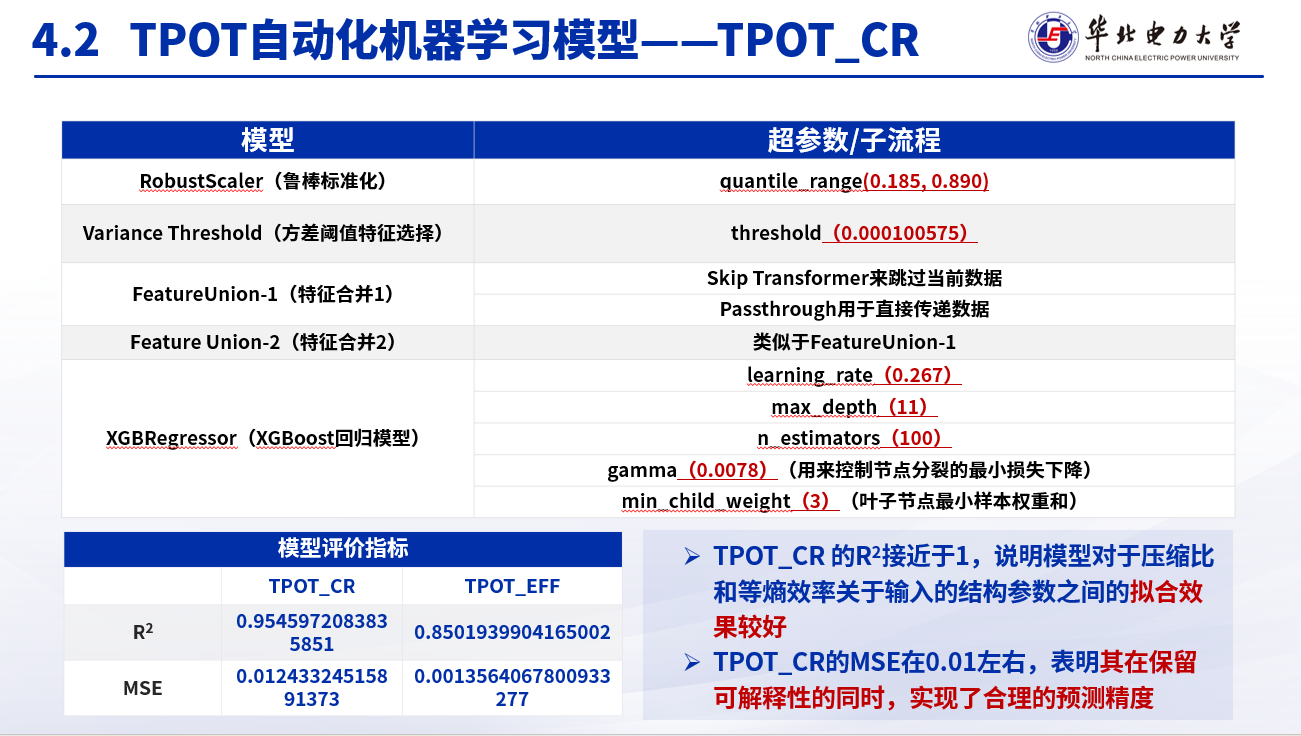 4.2 TPOT自动化机器学习模型——TPOT_CR
华北电力大学
NORTH CHINA ELECTRIC POWER UNIVERSITY
模型
超参数/子流程
RobustScaler（鲁棒标准化）
quantile_range(0.185, 0.890)
Variance Threshold（方差阈值特征选择）
threshold（0.000100575）
FeatureUnion-1（特征合并1）
Skip Transformer来跳过当前数据
Passthrough用于直接传递数据
Feature Union-2（特征合并2）
类似于FeatureUnion-1
XGBRegressor（XGBoost回归模型）
learning_rate（0.267）
max_depth（11）
n_estimators（100）
gamma（0.0078）（用来控制节点分裂的最小损失下降）
min_child_weight（3）（叶子节点最小样本权重和）
模型评价指标
TPOT_CR
TPOT_EFF
R²
0.954597208383
5851
0.8501939904165002
MSE
0.012433245158
91373
0.0013564067800933
277
➢ TPOT_CR 的R²接近于1，说明模型对于压缩比
和等熵效率关于输入的结构参数之间的拟合效
果较好
➢ TPOT_CR的MSE在0.01左右，表明其在保留
可解释性的同时，实现了合理的预测精度